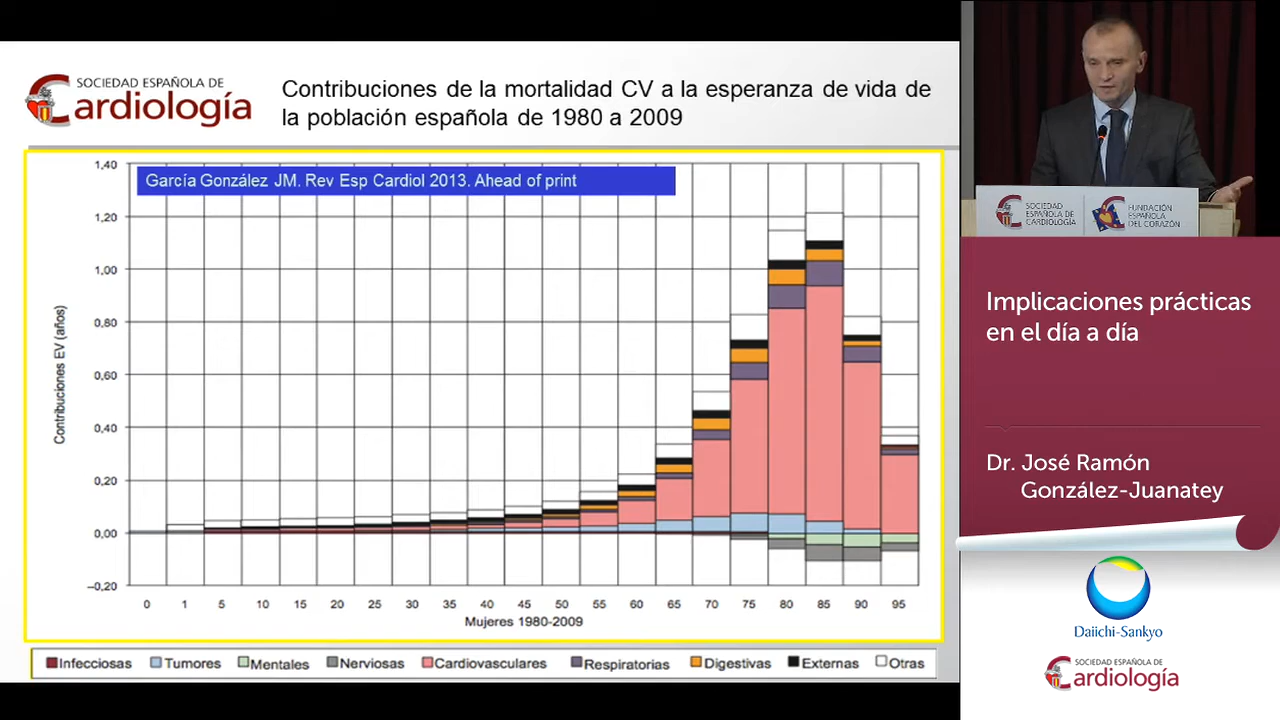 SOCIEDAD ESPAÑOLA DE
Cardiología
Contribuciones de la mortalidad CV a la esperanza de vida de
la población española de 1980 a 2009
García González JM. Rev Esp Cardiol 2013. Ahead of print
Contribuciones EV (años)
1,40
1,20
1,00
0,80
0,60
0,40
0,20
0,00
–0,20
0 1 5 10 15 20 25 30 35 40 45 50 55 60 65 70 75 80 85 90 95
Mujeres 1980-2009
Infecciosas Tumores Mentales Nerviosas Cardiovasculares Respiratorias Digestivas Externas Otras
SOCIEDAD
ESPAÑOLA DE
CARDIOLOGÍA
FUNDACIÓN
ESPAÑOLA
DEL CORAZÓN
Implicaciones prácticas
en el día a día
Dr. José Ramón
González-Juanatey
Daiichi-Sankyo
SOCIEDAD ESPAÑOLA DE
Cardiología